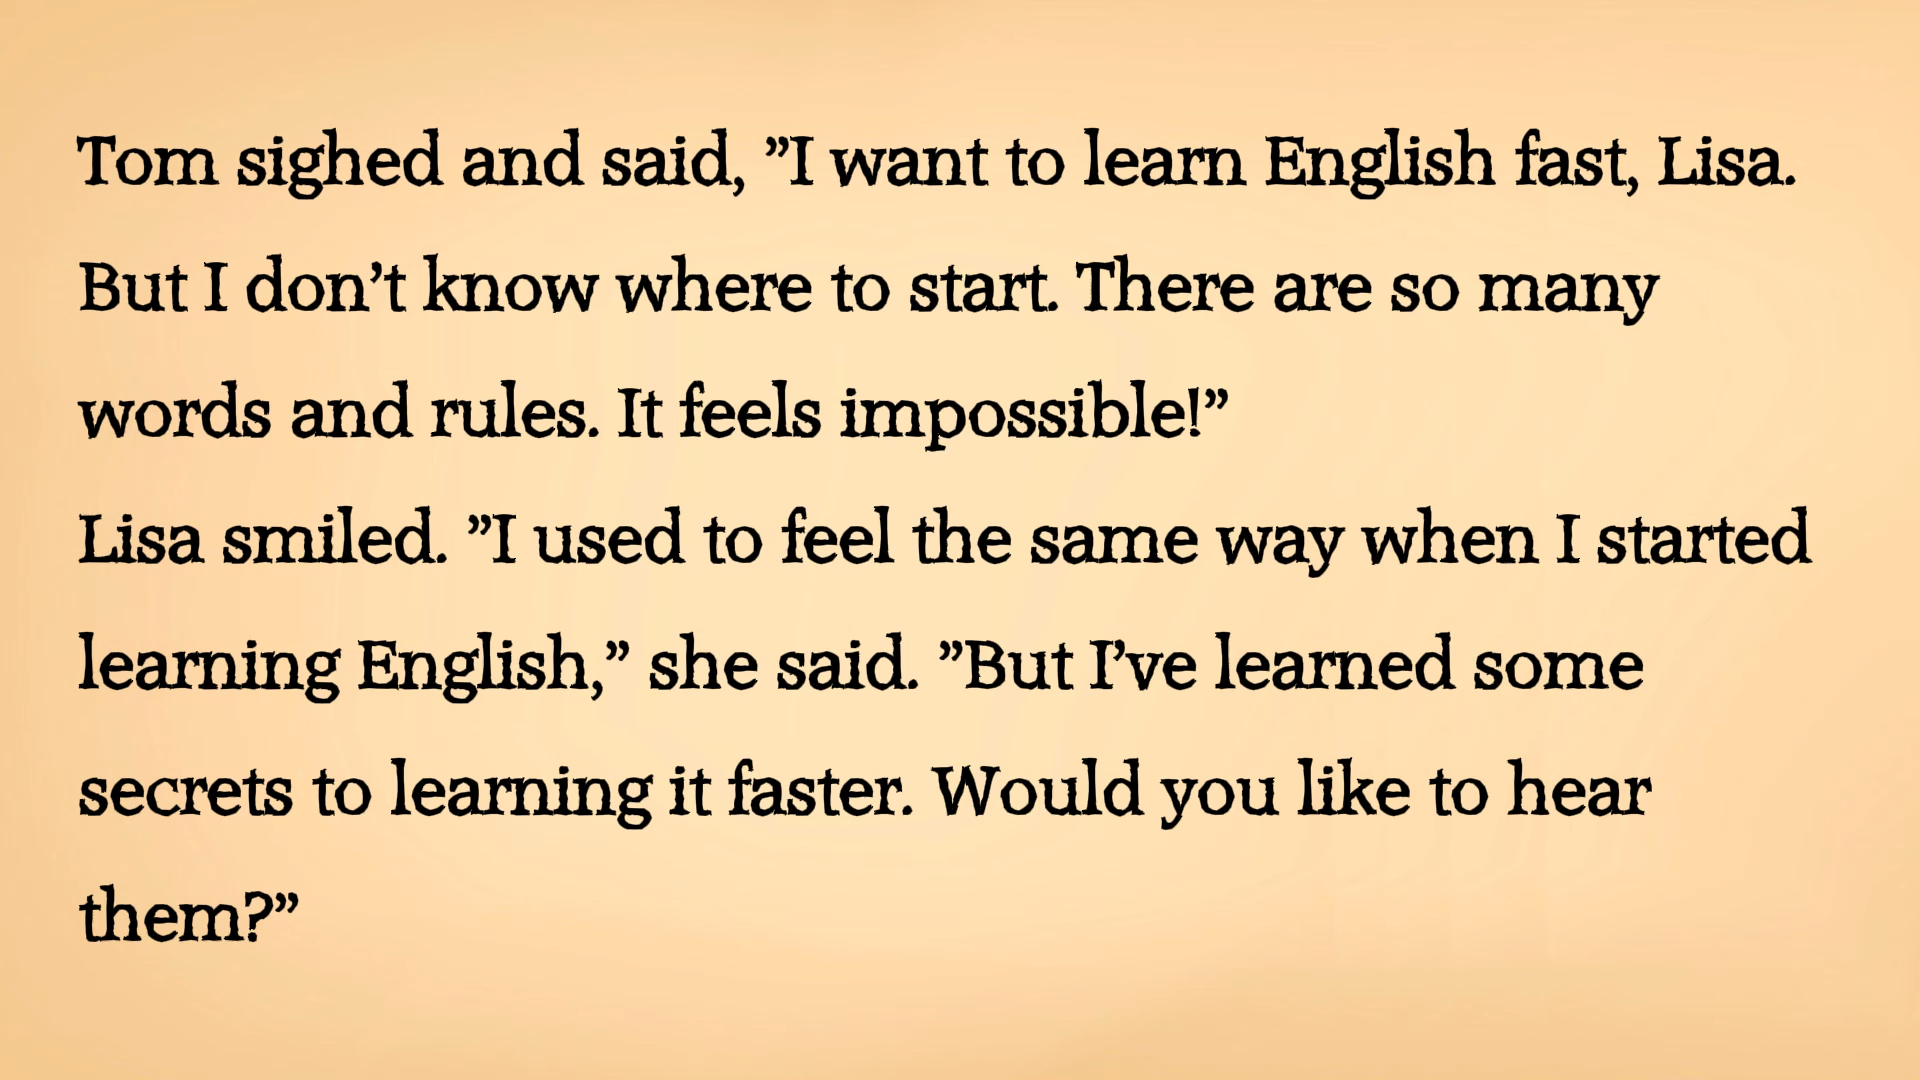 Tom sighed and said, ”I want to learn English fast, Lisa.
But I don’t know where to start. There are so many
words and rules. It feels impossible!”
Lisa smiled. ”I used to feel the same way when I started
learning English,” she said. ”But I’ve learned some
secrets to learning it faster. Would you like to hear
them?”